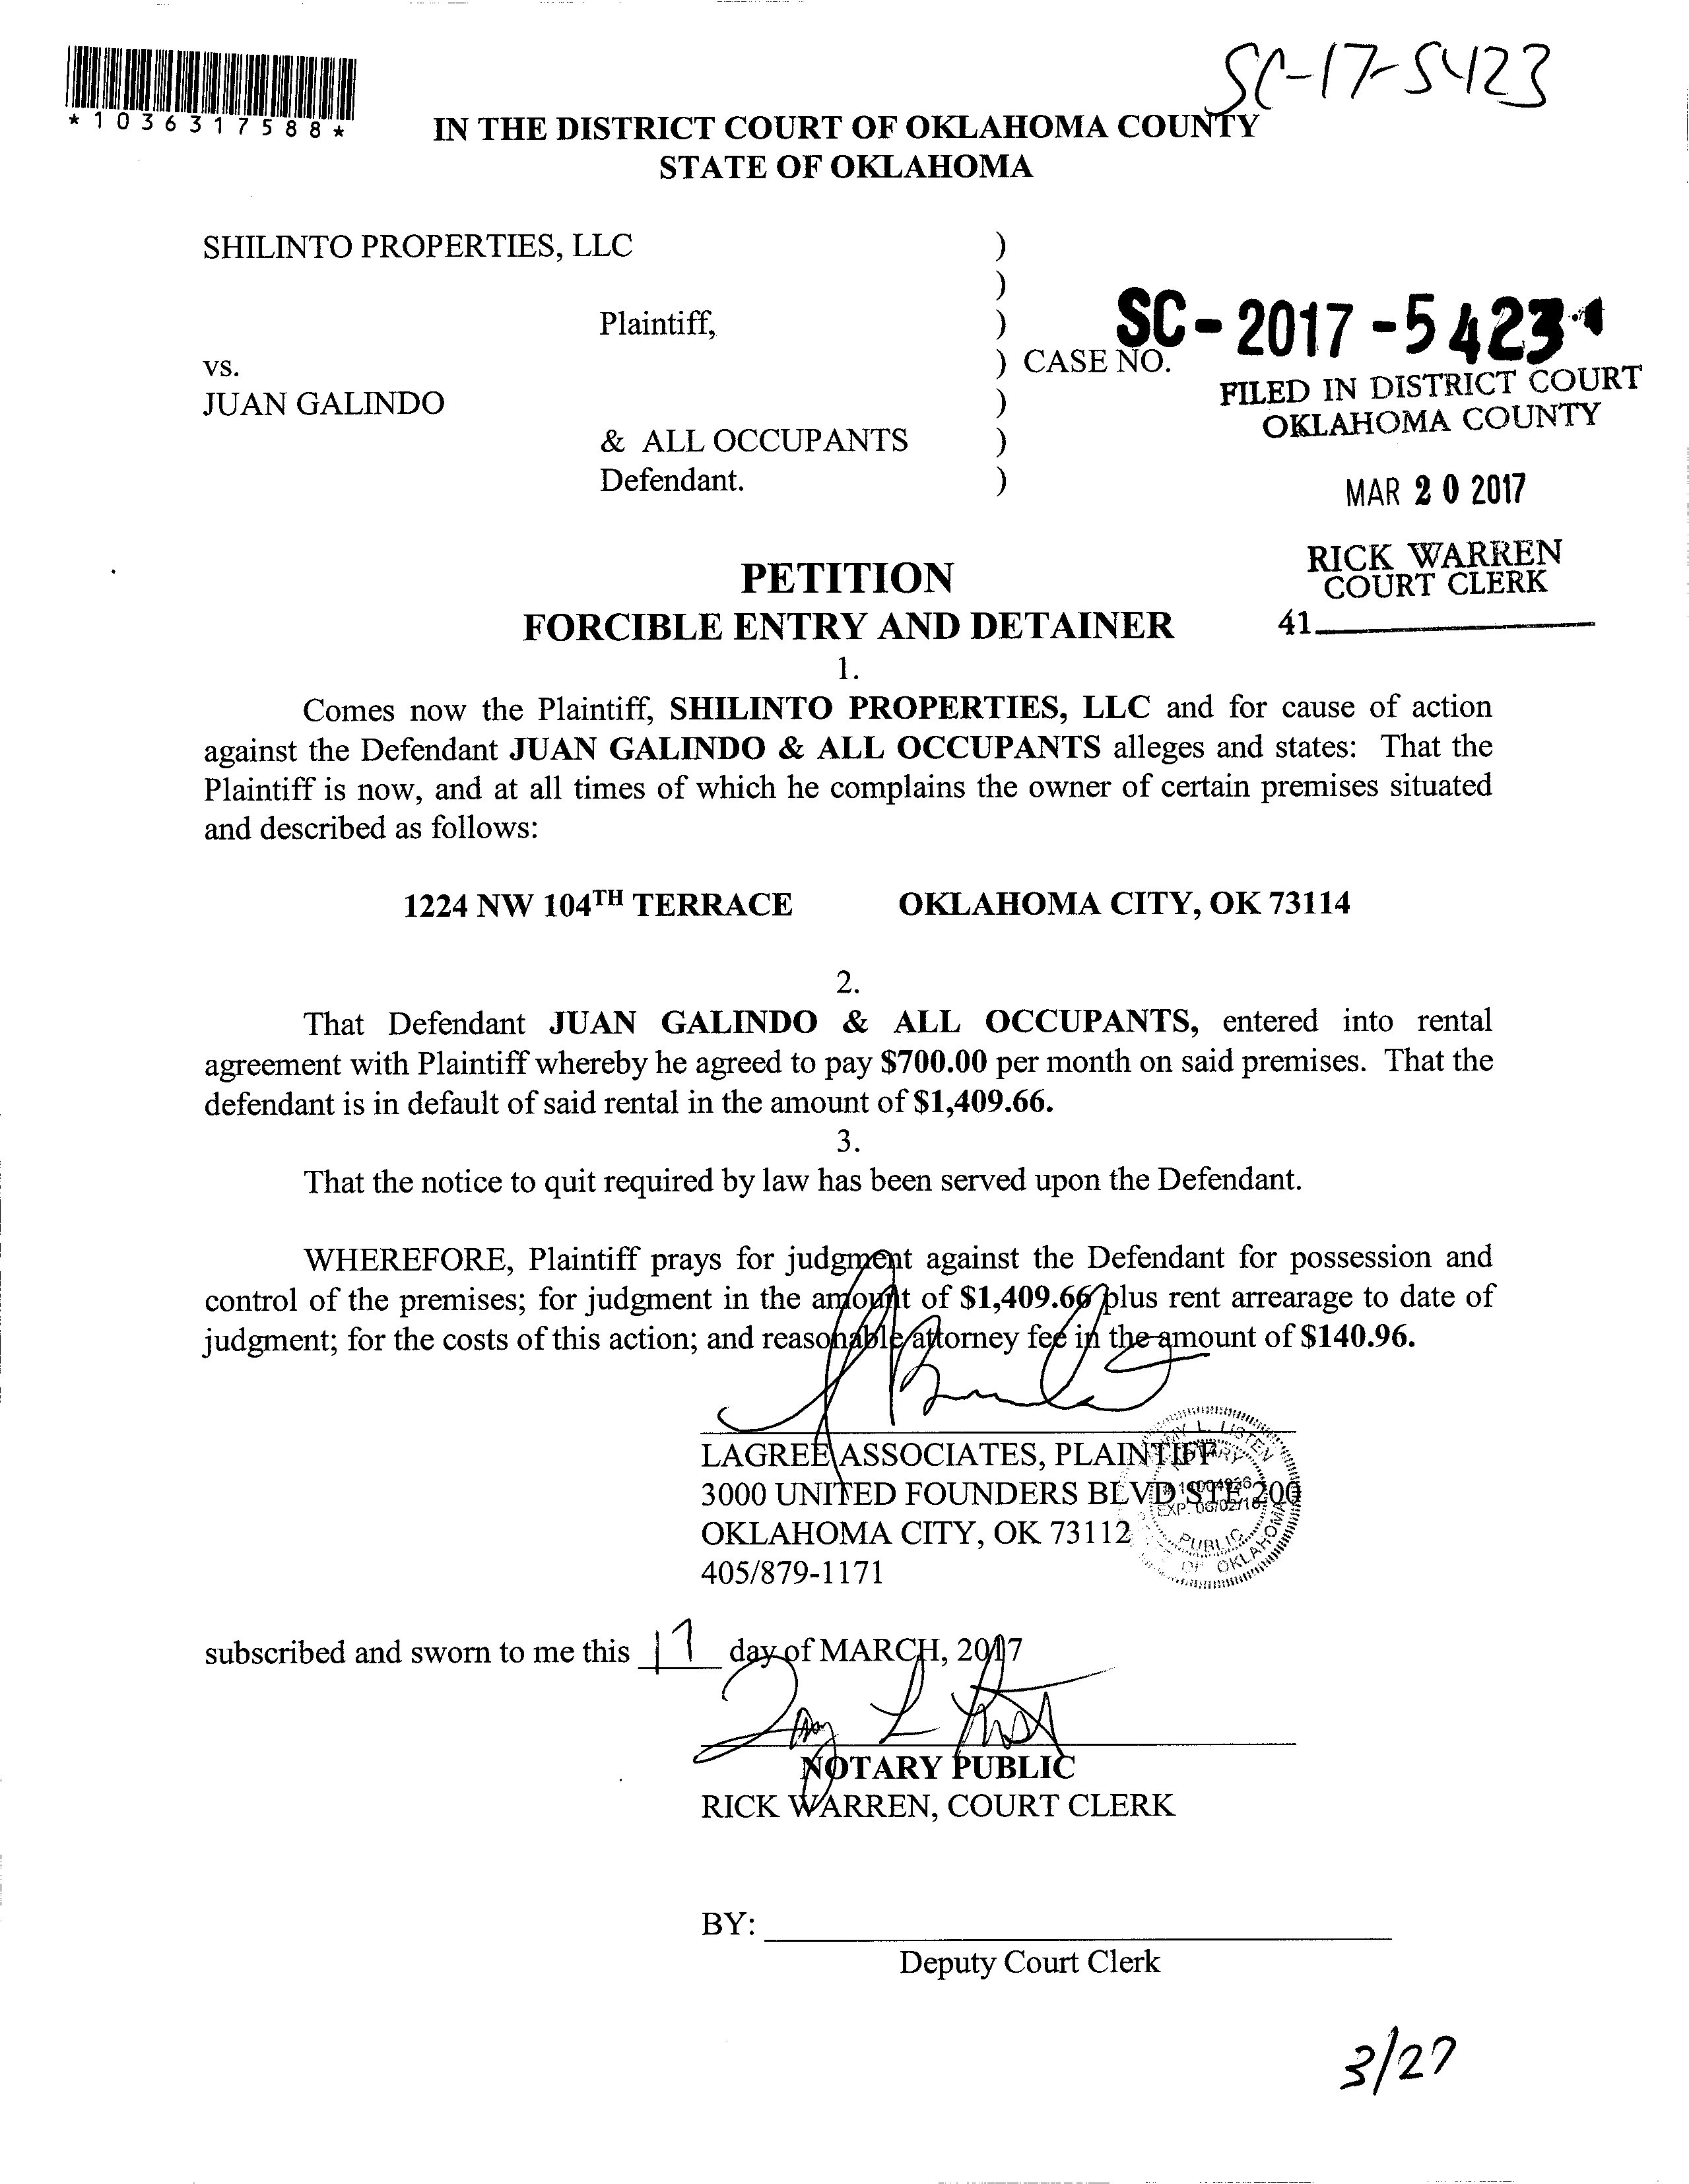 SC-17-5423
*1036317588*
IN THE DISTRICT COURT OF OKLAHOMA COUNTY
STATE OF OKLAHOMA
SHILINTO PROPERTIES, LLC )
)
Plaintiff, )
SC-2017-5423
vs. ) CASE NO.
JUAN GALINDO )
& ALL OCCUPANTS )
Defendant. )
FILED IN DISTRICT COURT
OKLAHOMA COUNTY
MAR 20 2017
RICK WARREN
COURT CLERK
41
PETITION
FORCIBLE ENTRY AND DETAINER
1.
Comes now the Plaintiff, SHILINTO PROPERTIES, LLC and for cause of action
against the Defendant JUAN GALINDO & ALL OCCUPANTS alleges and states: That the
Plaintiff is now, and at all times of which he complains the owner of certain premises situated
and described as follows:
1224 NW 104TH TERRACE OKLAHOMA CITY, OK 73114
2.
That Defendant JUAN GALINDO & ALL OCCUPANTS, entered into rental
agreement with Plaintiff whereby he agreed to pay $700.00 per month on said premises. That the
defendant is in default of said rental in the amount of $1,409.66.
3.
That the notice to quit required by law has been served upon the Defendant.
WHEREFORE, Plaintiff prays for judgment against the Defendant for possession and
control of the premises; for judgment in the amount of $1,409.66 plus rent arrearage to date of
judgment; for the costs of this action; and reasonable attorney fee in the amount of $140.96.
LAGREE ASSOCIATES, PLAINTIFF
3000 UNITED FOUNDERS BLVD STE 200
OKLAHOMA CITY, OK 73112
405/879-1171
L. LISTEN
NOTARY
EXP. 06/02/18
PUBLIC
OF OKLAHOMA
subscribed and sworn to me this 17 day of MARCH, 2017
NOTARY PUBLIC
RICK WARREN, COURT CLERK
BY:
Deputy Court Clerk
3/27